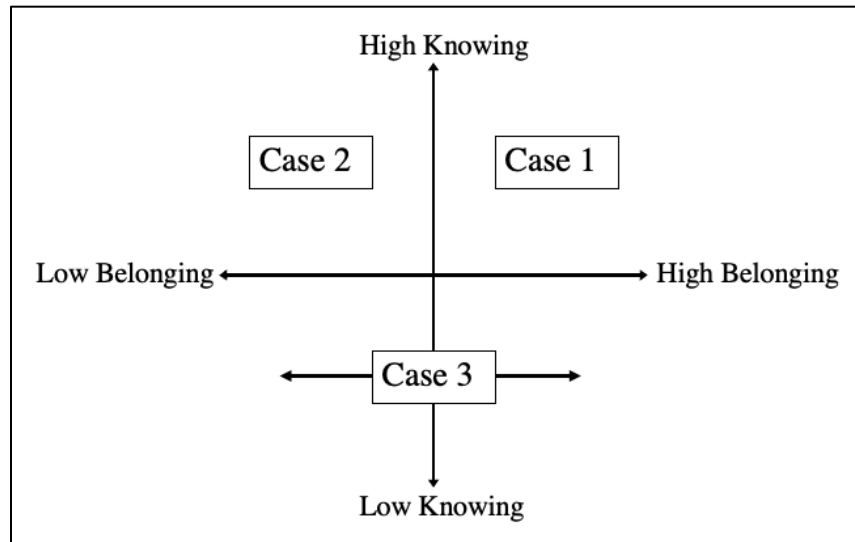 High Knowing
Case 2
Case 1
Low Belonging
High Belonging
Case 3
Low Knowing